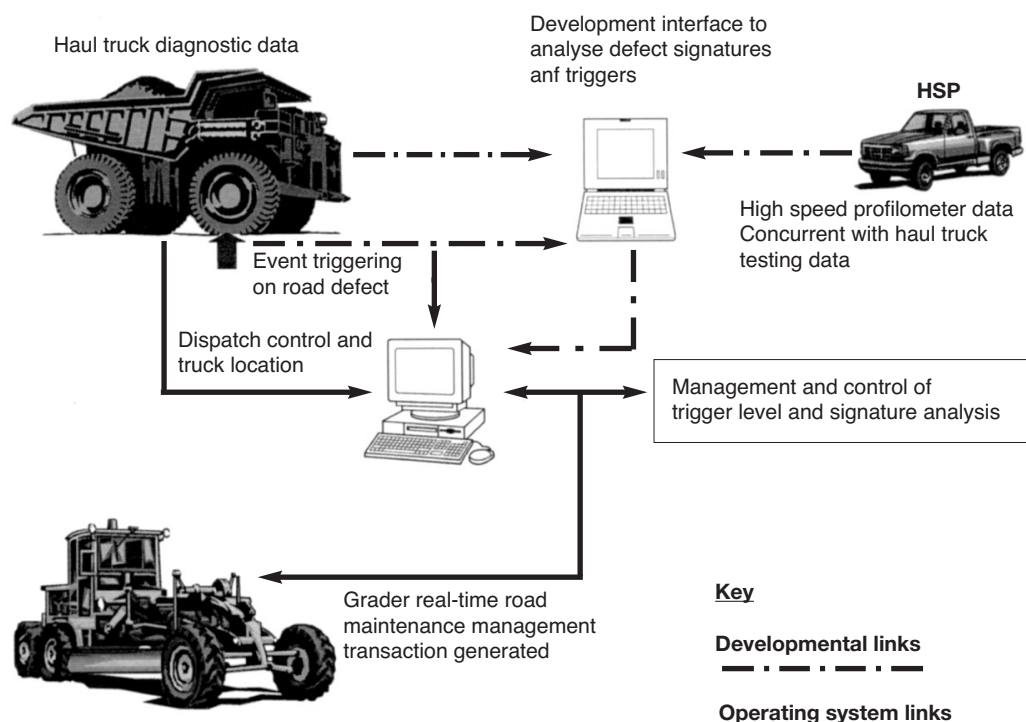 Haul truck diagnostic data
Development interface to
analyse defect signatures
anf triggers
HSP
High speed profilometer data
Concurrent with haul truck
testing data
Event triggering
on road defect
Dispatch control and
truck location
Management and control of
trigger level and signature analysis
Grader real-time road
maintenance management
transaction generated
Key
Developmental links
Operating system links